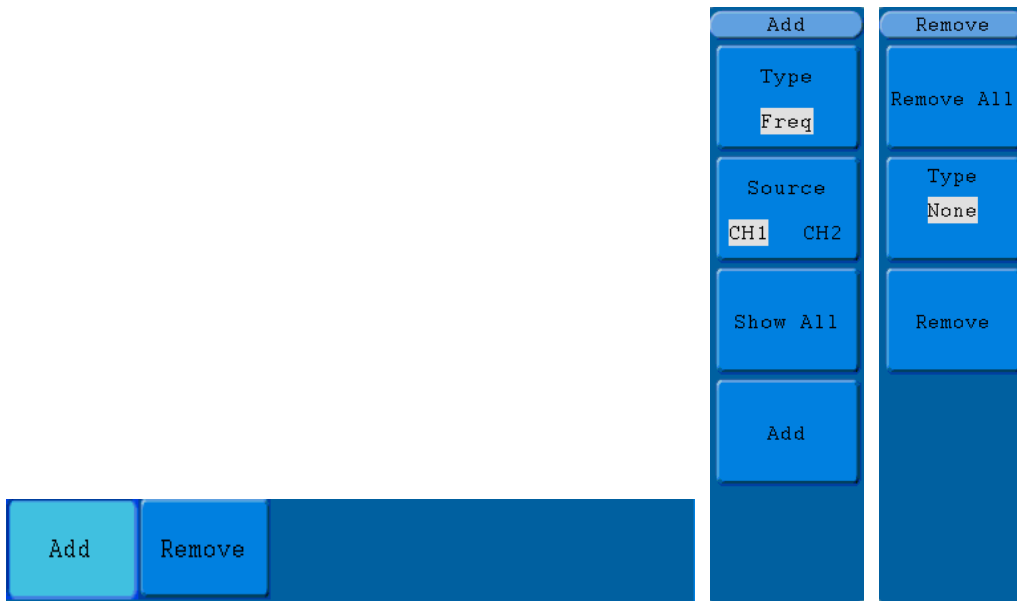 Add
Type
Freq
Source
CH1 CH2
Show All
Add
Remove
Remove All
Type
None
Remove
Add Remove